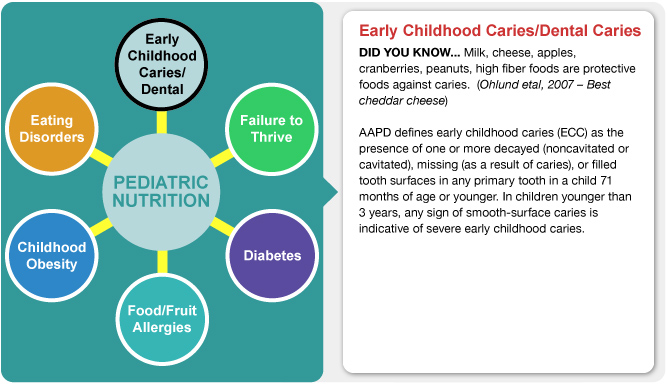 Early
Childhood
Caries/
Dental
Eating
Disorders
Failure to
Thrive
PEDIATRIC
NUTRITION
Childhood
Obesity
Diabetes
Food/Fruit
Allergies
Early Childhood Caries/Dental Caries
DID YOU KNOW... Milk, cheese, apples,
cranberries, peanuts, high fiber foods are protective
foods against caries. (Ohlund etal, 2007 – Best
cheddar cheese)
AAPD defines early childhood caries (ECC) as the
presence of one or more decayed (noncavitated or
cavitated), missing (as a result of caries), or filled
tooth surfaces in any primary tooth in a child 71
months of age or younger. In children younger than
3 years, any sign of smooth-surface caries is
indicative of severe early childhood caries.